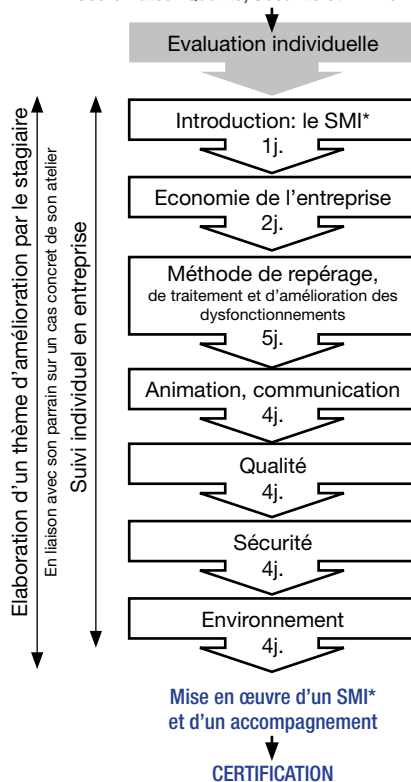 Evaluation individuelle
Introduction: le SMI*
1j.
Economie de l'entreprise
2j.
Méthode de repérage,
de traitement et d'amélioration des
dysfonctionnements
5j.
Animation, communication
4j.
Qualité
4j.
Sécurité
4j.
Environnement
4j.
Elaboration d'un thème d'amélioration par le stagiaire
En liaison avec son parrain sur un cas concret de son atelier
Suivi individuel en entreprise
Mise en œuvre d'un SMI*
et d'un accompagnement
CERTIFICATION